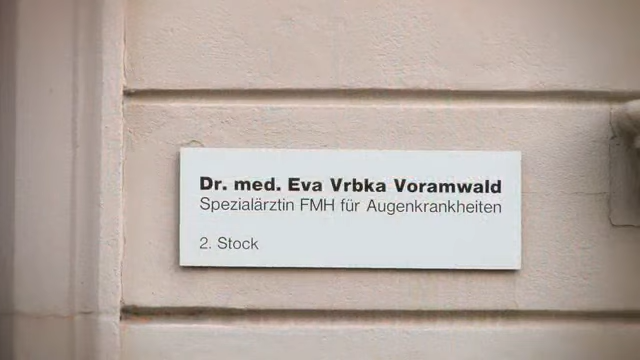 Dr. med. Eva Vrbka Voramwald
Spezialärztin FMH für Augenkrankheiten
2. Stock